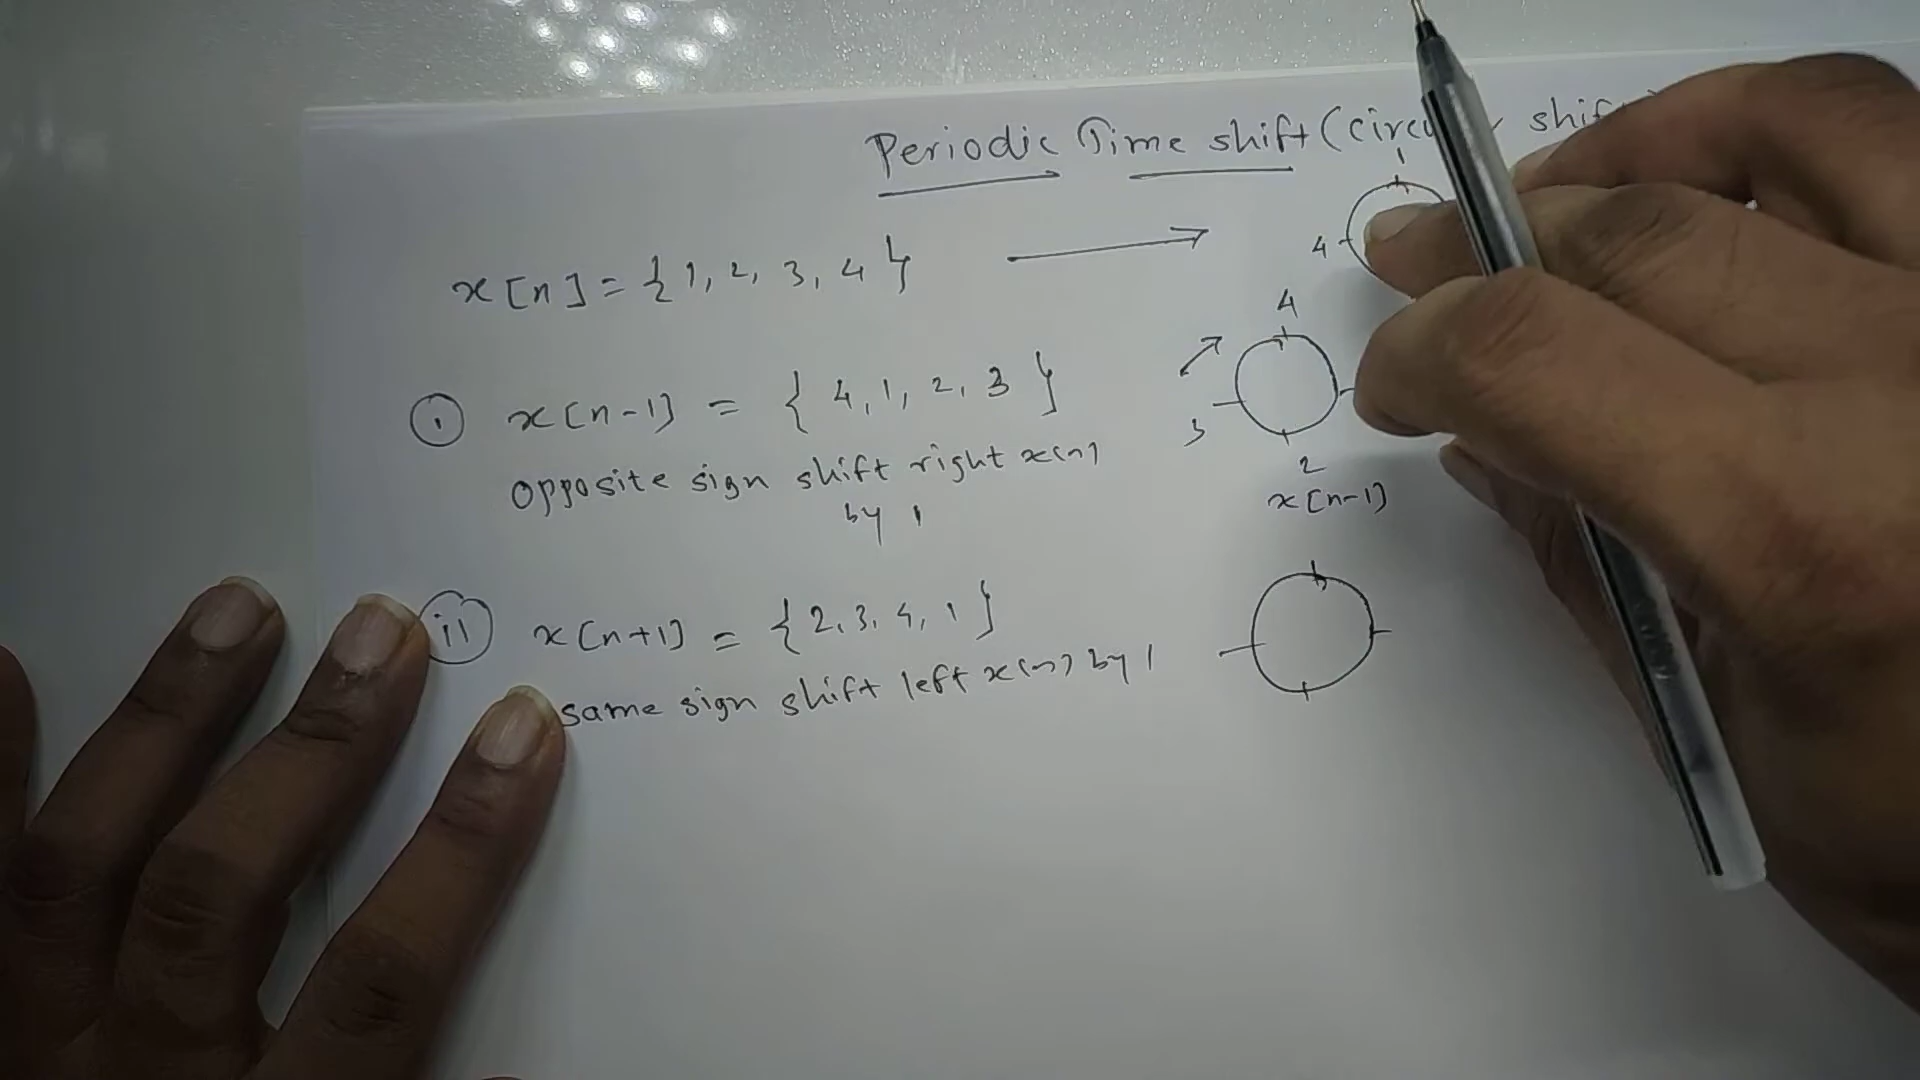 Periodic Time shift (circu shif
x[n] = {1, 2, 3, 4}
1
4
i x[n-1] = {4, 1, 2, 3}
opposite sign shift right x(n)
by 1
4
3
2
x[n-1]
ii x[n+1] = {2, 3, 4, 1}
same sign shift left x(n) by 1